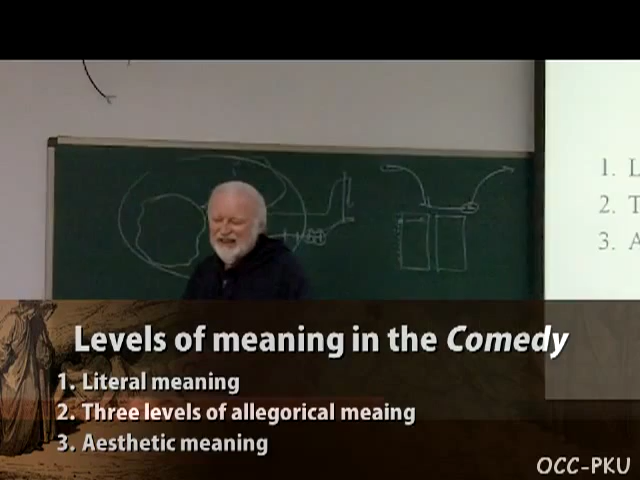 1. L
2. T
3. A
Levels of meaning in the Comedy
1. Literal meaning
2. Three levels of allegorical meaing
3. Aesthetic meaning
OCC-PKU